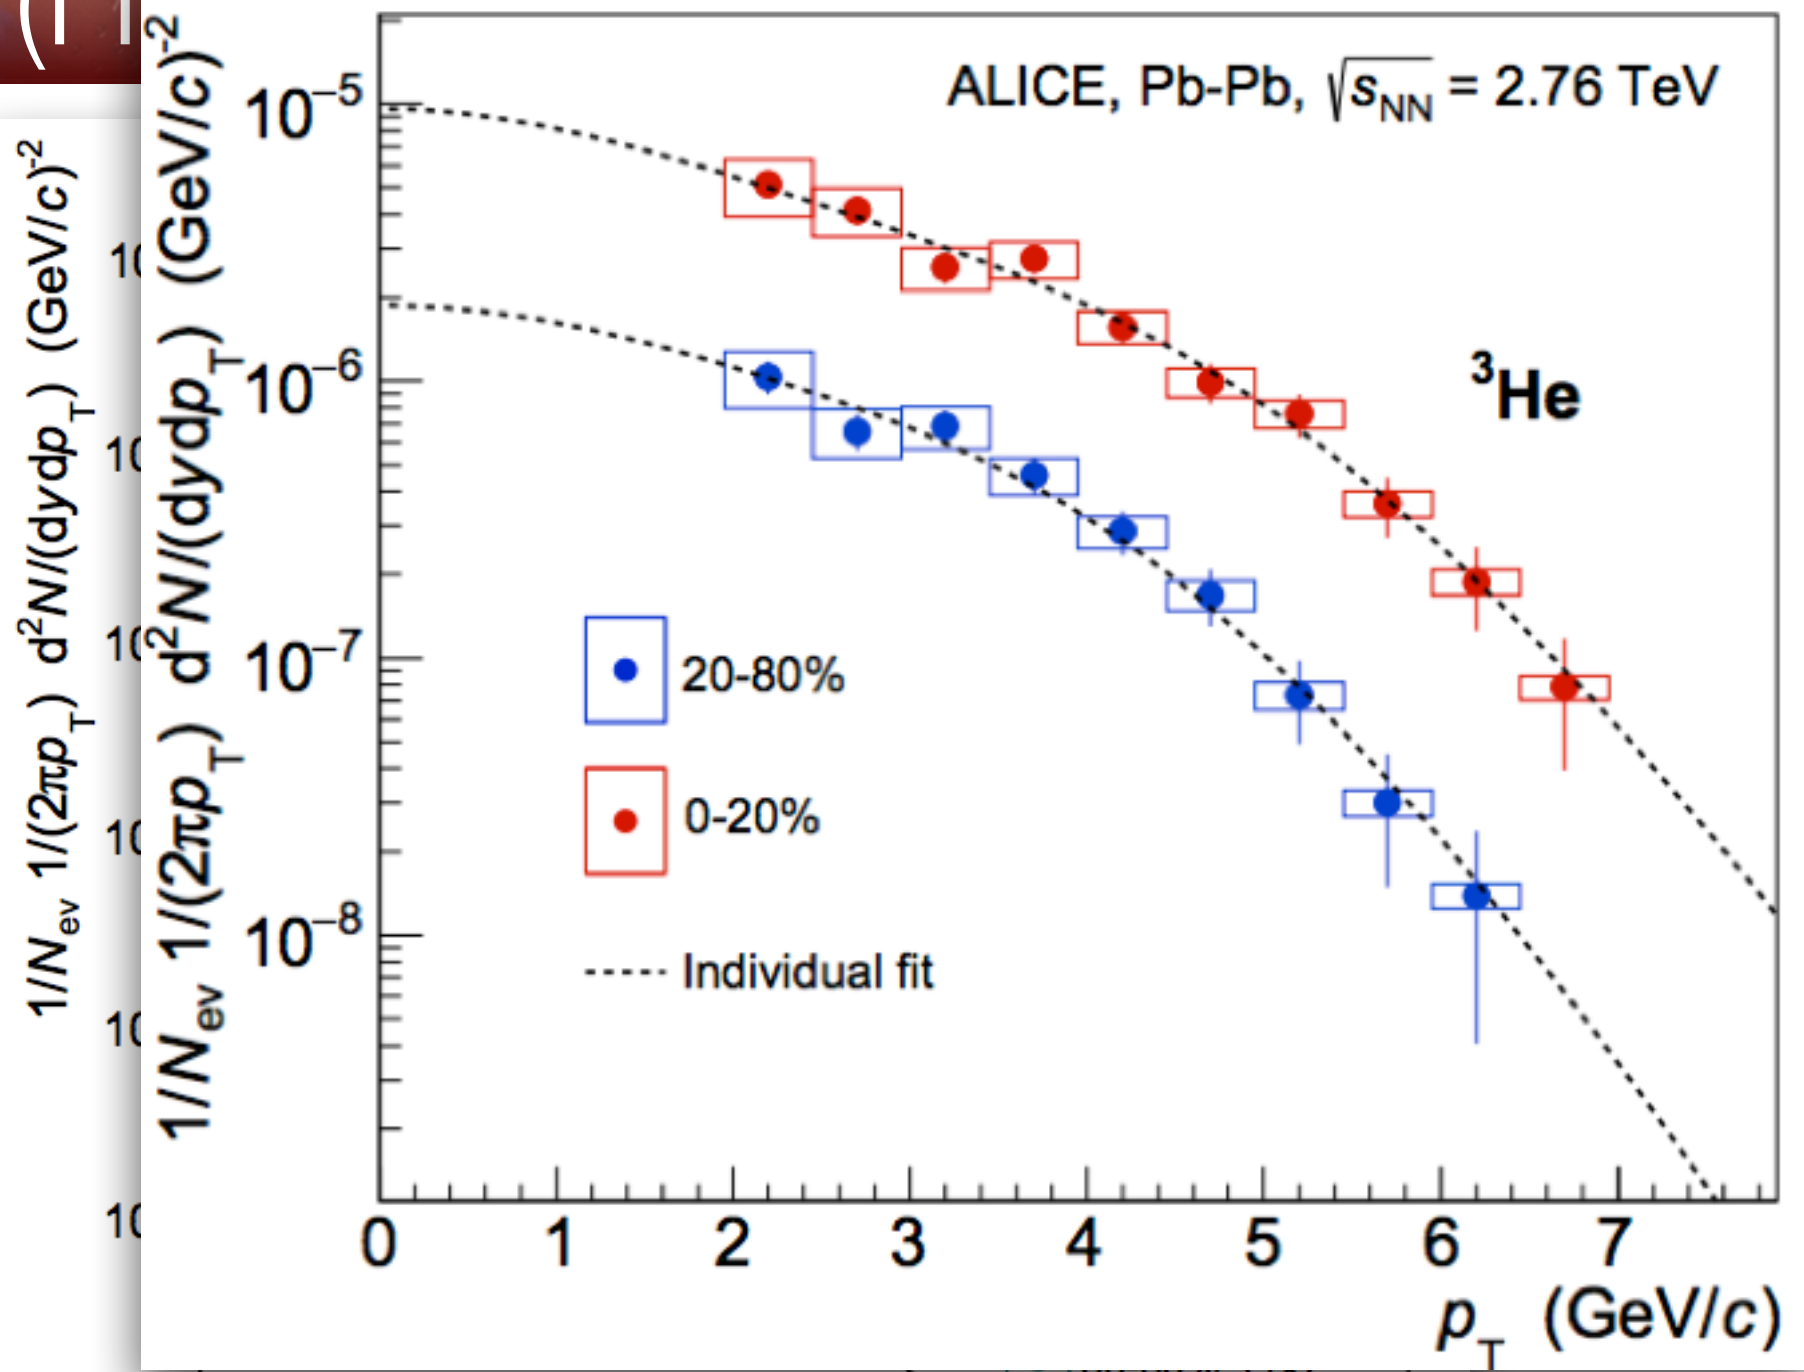 ALICE, Pb-Pb, √sNN = 2.76 TeV
³He
1/Nev 1/(2πpT) d²N/(dydpT) (GeV/c)⁻²
1/Nev 1/(2πpT) d²N/(dydpT) (GeV/c)⁻²
10⁻⁵
10⁻⁶
10⁻⁷
10⁻⁸
20-80%
0-20%
Individual fit
0 1 2 3 4 5 6 7
pT (GeV/c)